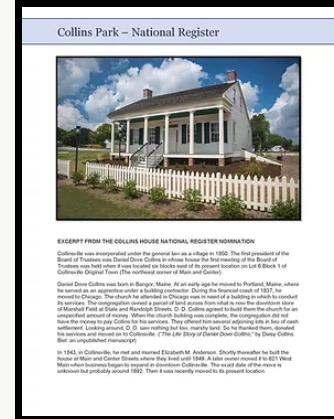 Collins Park – National Register
EXCERPT FROM THE COLLINS HOUSE NATIONAL REGISTER NOMINATION
Collinsville was incorporated under the general law as a village in 1850. The first president of the
Board of Trustees was Daniel Dove Collins in whose house the first meeting of the Board of
Trustees was held when it was located six blocks east of its present location on Lot 6 Block 1 of
Collinsville Original Town (The northeast corner of Main and Center).
Daniel Dove Collins was born in Bangor, Maine. At an early age he moved to Portland, Maine, where
he served as an apprentice under a building contractor. During the financial crash of 1837, he
moved to Chicago. The church he attended in Chicago was in need of a building in which to conduct
its services. The congregation owned a parcel of land across from what is now the downtown store
of Marshall Field at State and Randolph Streets. D. D. Collins agreed to build them the church for an
unspecified amount of money. When the church building was complete, the congregation did not
have the money to pay Collins for his services. They offered him several adjoining lots in lieu of cash
settlement. Looking around, D. D. saw nothing but low, marshy land. So he thanked them, donated
his services and moved on to Collinsville. ("The Life Story of Daniel Dove Collins," by Daisy Collins
Biel: an unpublished manuscript)
In 1843, in Collinsville, he met and married Elizabeth M. Anderson. Shortly thereafter he built the
house at Main and Center Streets where they lived until 1849. A later owner moved it to 621 West
Main when business began to expand in downtown Collinsville. The exact date of the move is
unknown but probably around 1892. Then it was recently moved to its present location.